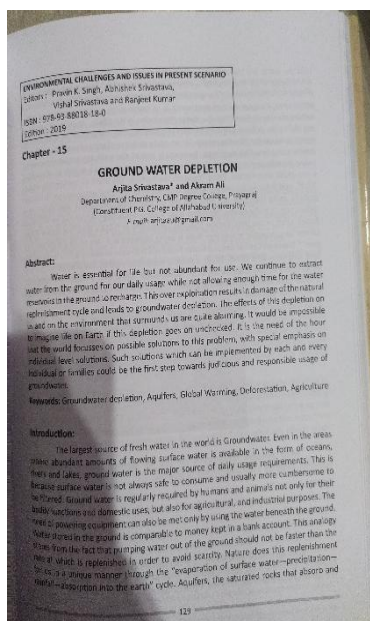 ENVIRONMENTAL CHALLENGES AND ISSUES IN PRESENT SCENARIO
Editors : Pravin K. Singh, Abhishek Srivastava,
Vishal Srivastava and Ranjeet Kumar
ISBN : 978-93-88018-18-0
Edition : 2019
Chapter - 15
GROUND WATER DEPLETION
Arjita Srivastava* and Akram Ali
Department of Chemistry, CMP Degree College, Prayagraj
(Constituent PG. College of Allahabad University)
Abstract:
Water is essential for life but not abundant for use. We continue to extract
water from the ground for our daily usage while not allowing enough time for the water
reservoirs in the ground to recharge. This over exploitation results in damage of the natural
replenishment cycle and leads to groundwater depletion. The effects of this depletion on
us and on the environment that surrounds us are quite alarming. It would be impossible
to imagine life on Earth if this depletion goes on unchecked. It is the need of the hour
that the world focusses on possible solutions to this problem, with special emphasis on
individual level solutions. Such solutions which can be implemented by each and every
individual or families could be the first step towards judicious and responsible usage of
groundwater.
Keywords: Groundwater depletion, Aquifers, Global Warming, Deforestation, Agriculture
Introduction:
The largest source of fresh water in the world is Groundwater. Even in the areas
where abundant amounts of flowing surface water is available in the form of oceans,
rivers and lakes, ground water is the major source of daily usage requirements. This is
because surface water is not always safe to consume and usually more cumbersome to
be filtered. Ground water is regularly required by humans and animals not only for their
bodily functions and domestic uses, but also for agricultural, and industrial purposes. The
need of powering equipment can also be met only by using the water beneath the ground.
Water stored in the ground is comparable to money kept in a bank account. This analogy
from the fact that pumping water out of the ground should not be faster than the
rate at which is replenished in order to avoid scarcity. Nature does this replenishment
in a unique manner through the "evaporation of surface water—precipitation—
rainfall—absorption into the earth" cycle. Aquifers, the saturated rocks that absorb and
119